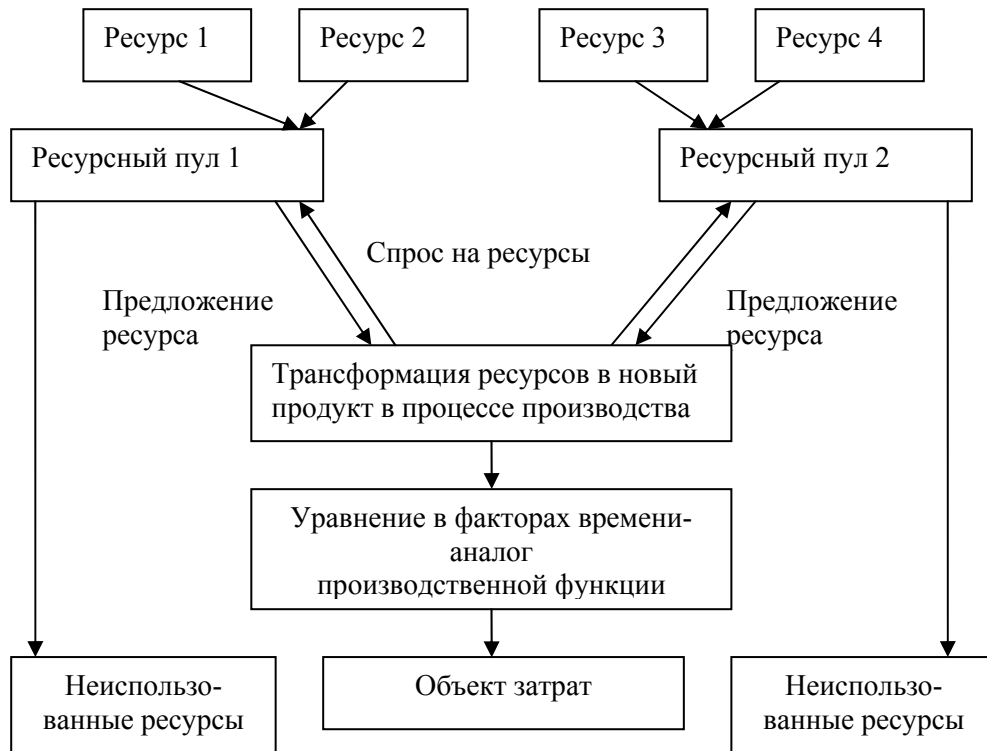 Ресурс 1
Ресурс 2
Ресурс 3
Ресурс 4
Ресурсный пул 1
Ресурсный пул 2
Спрос на ресурсы
Предложение
ресурса
Предложение
ресурса
Трансформация ресурсов в новый
продукт в процессе производства
Уравнение в факторах времени-
аналог
производственной функции
Неиспользо-
ванные ресурсы
Объект затрат
Неиспользо-
ванные ресурсы